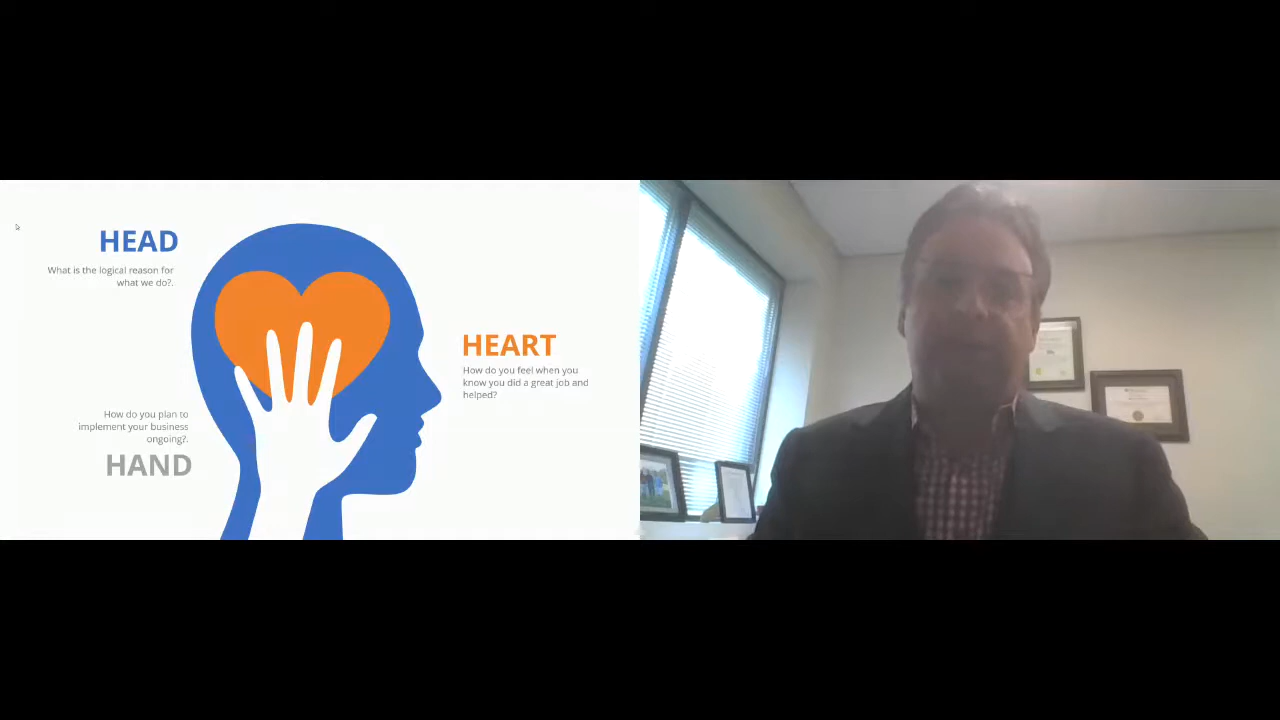 HEAD
What is the logical reason for
what we do?.
HEART
How do you feel when you
know you did a great job and
helped?
How do you plan to
implement your business
ongoing?.
HAND